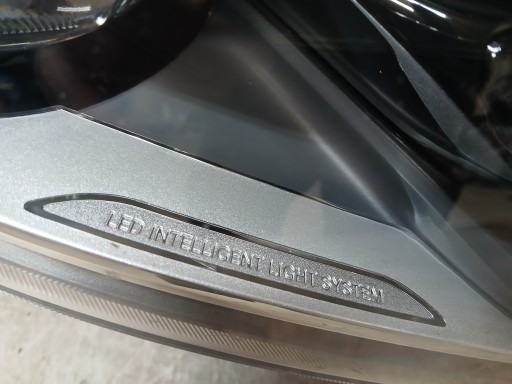 LED INTELLIGENT LIGHT SYSTEM